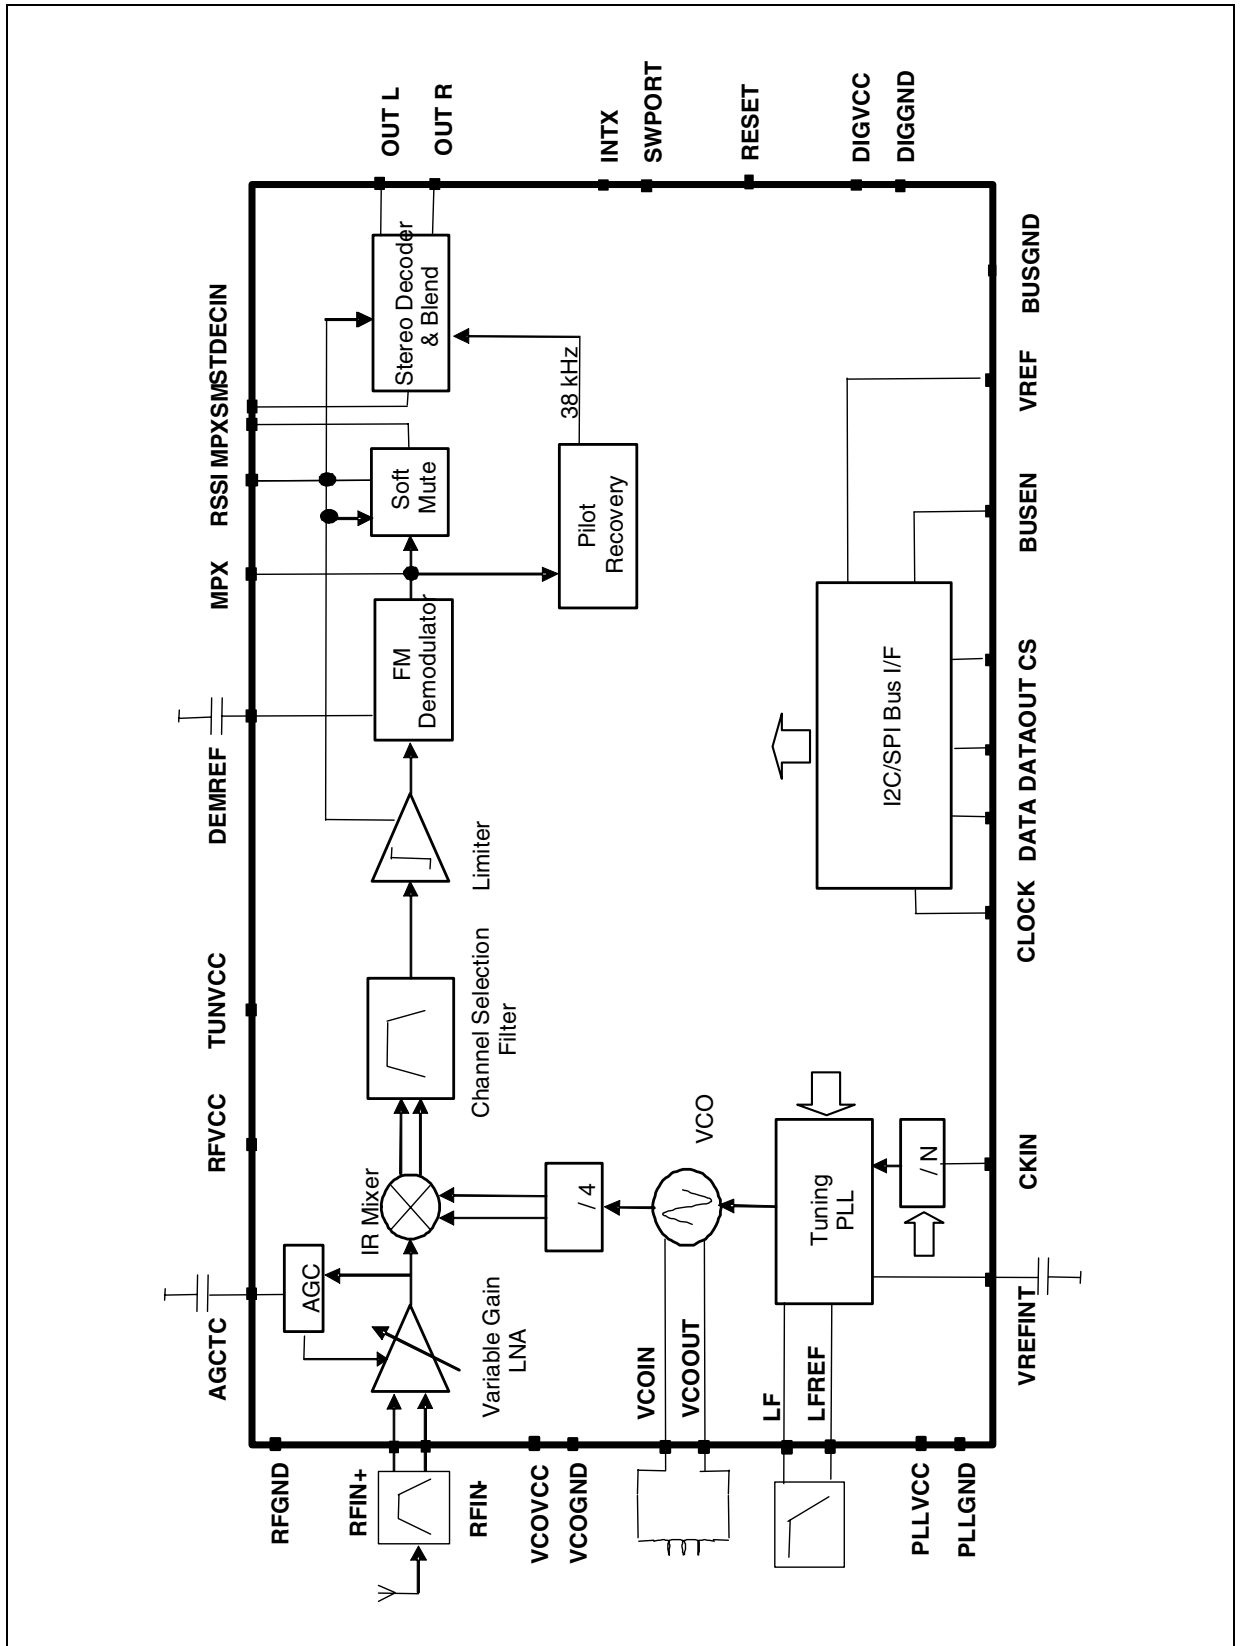 AGCTC
RFVCC
TUNVCC
DEMREF
MPX
RSSI MPXSMSTDECIN
RFGND
RFIN+
RFIN-
VCOVCC
VCOGND
PLLVCC
PLLGND
AGC
IR Mixer
Variable Gain
LNA
Channel Selection
Filter
Limiter
FM
Demodulator
Soft
Mute
Stereo Decoder
& Blend
Pilot
Recovery
38 kHz
/ 4
VCO
VCOIN
VCOOUT
LF
LFREF
Tuning
PLL
/ N
I2C/SPI Bus I/F
OUT L
OUT R
INTX
SWPORT
RESET
DIGVCC
DIGGND
VREFINT
CKIN
CLOCK DATA DATAOUT CS
BUSEN
VREF
BUSGND